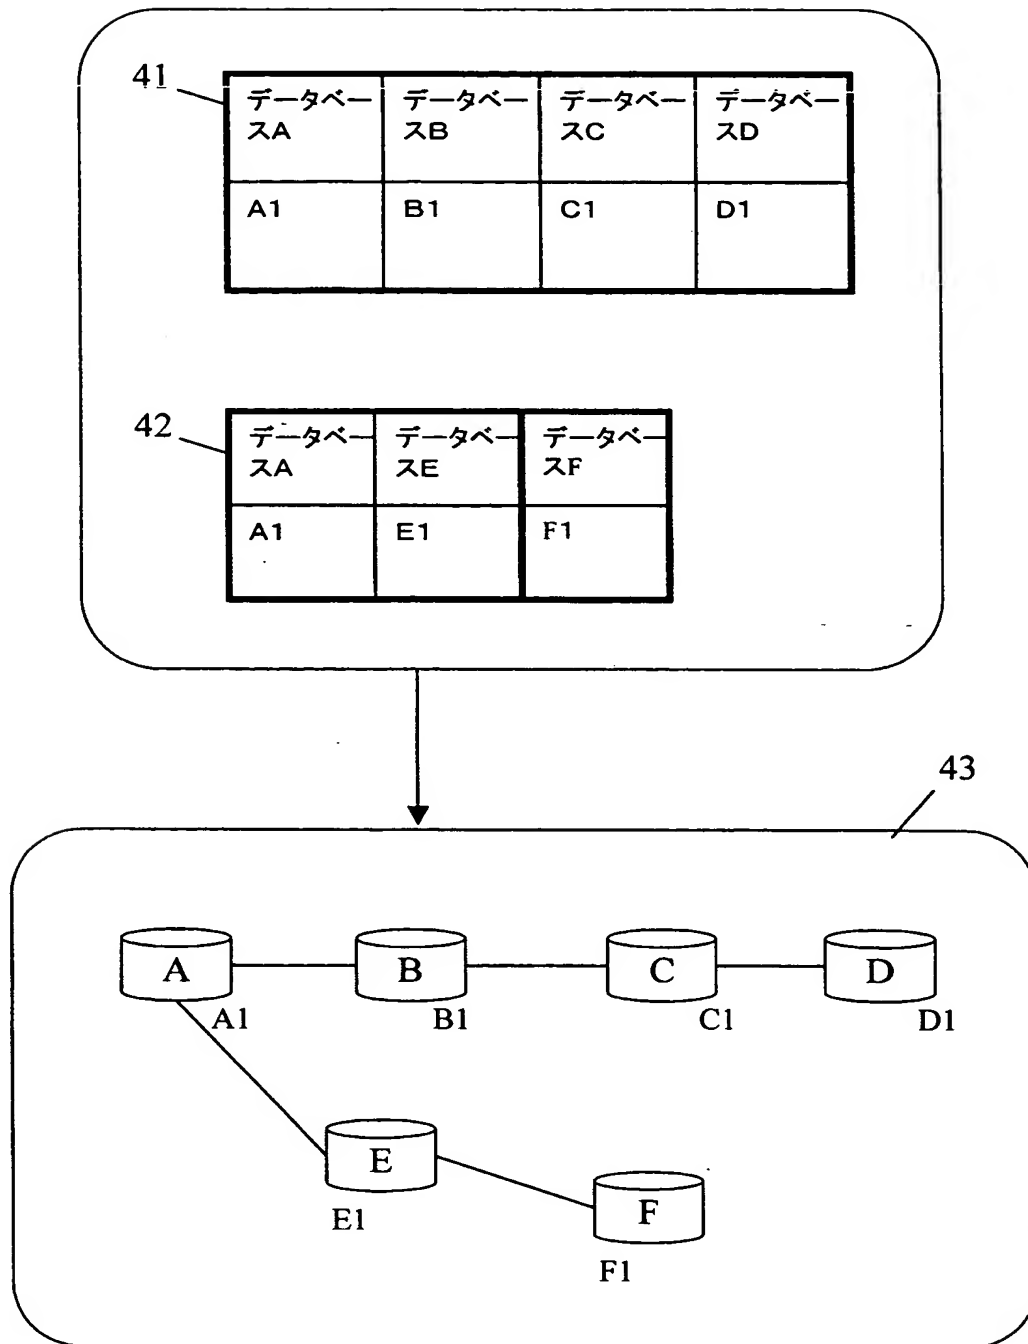 41
データベー データベー データベー データベー
スA スB スC スD
A1 B1 C1 D1
42
データベー データベー データベー
スA スE スF
A1 E1 F1
43
A B C D
A1 B1 C1 D1
E
F
E1
F1